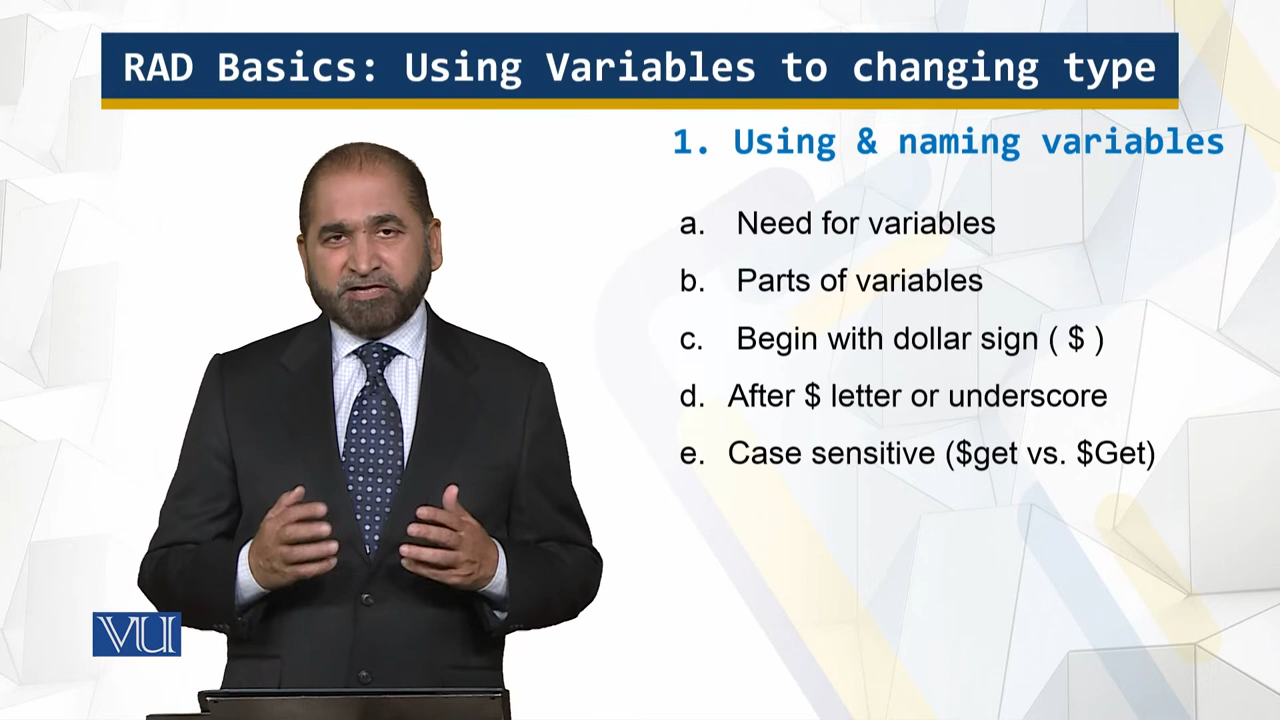 RAD Basics: Using Variables to changing type
1. Using & naming variables
a. Need for variables
b. Parts of variables
c. Begin with dollar sign ( $ )
d. After $ letter or underscore
e. Case sensitive ($get vs. $Get)
VU